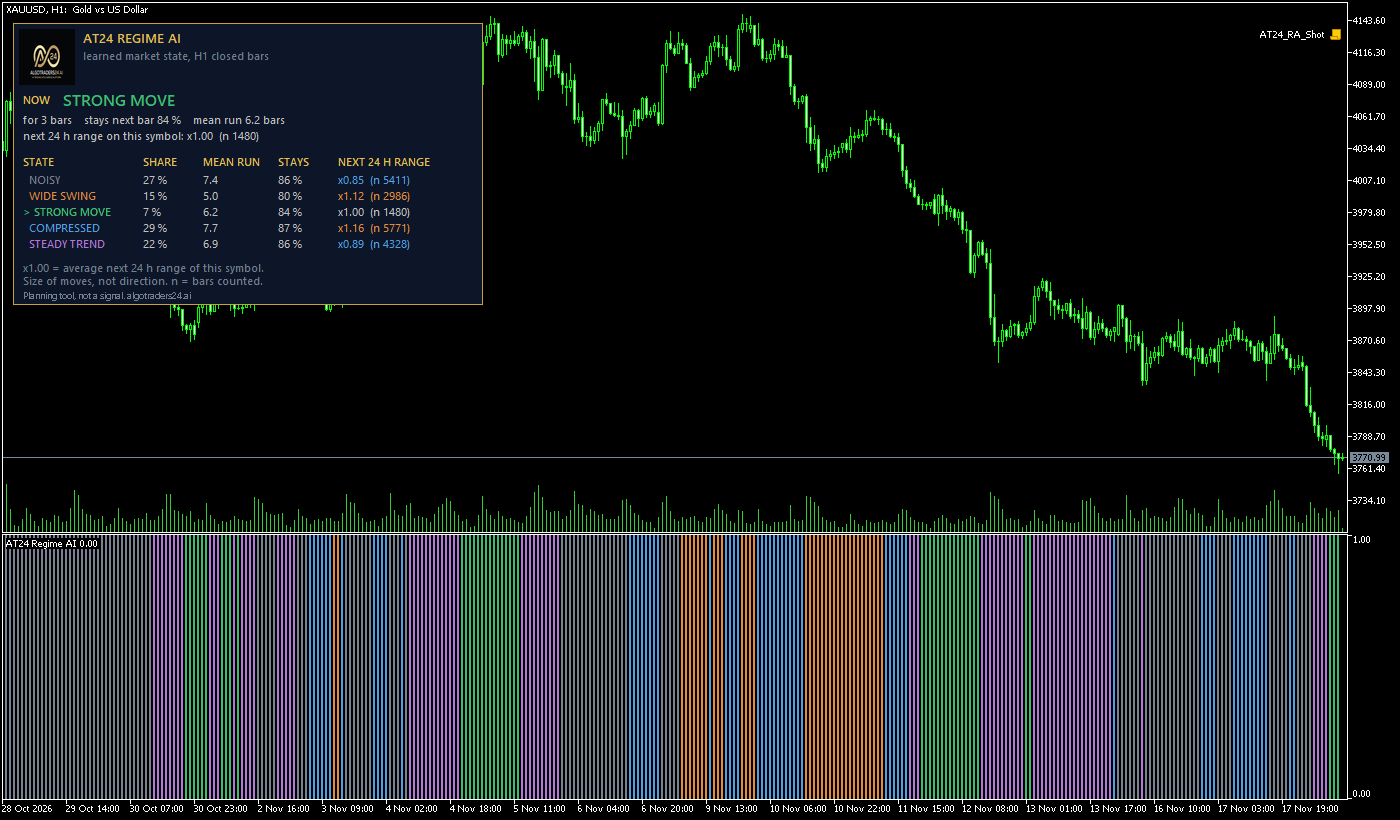 XAUUSD, H1: Gold vs US Dollar
AT24_RA_Shot
AT24 REGIME AI
learned market state, H1 closed bars
ALGOTRADERS24 AI
NOW STRONG MOVE
for 3 bars stays next bar 84 % mean run 6.2 bars
next 24 h range on this symbol: x1.00 (n 1480)
STATE SHARE MEAN RUN STAYS NEXT 24 H RANGE
NOISY 27 % 7.4 86 % x0.85 (n 5411)
WIDE SWING 15 % 5.0 80 % x1.12 (n 2986)
> STRONG MOVE 7 % 6.2 84 % x1.00 (n 1480)
COMPRESSED 29 % 7.7 87 % x1.16 (n 5771)
STEADY TREND 22 % 6.9 86 % x0.89 (n 4328)
x1.00 = average next 24 h range of this symbol.
Size of moves, not direction. n = bars counted.
Planning tool, not a signal. algotraders24.ai
4143.60
4116.30
4089.00
4061.70
4034.40
4007.10
3979.80
3952.50
3925.20
3897.90
3870.60
3843.30
3816.00
3788.70
3770.99
3761.40
3734.10
AT24 Regime AI 0.00
1.00
0.00
28 Oct 2026 29 Oct 14:00 30 Oct 07:00 30 Oct 23:00 2 Nov 16:00 3 Nov 09:00 4 Nov 02:00 4 Nov 18:00 5 Nov 11:00 6 Nov 04:00 6 Nov 20:00 9 Nov 13:00 10 Nov 06:00 10 Nov 22:00 11 Nov 15:00 12 Nov 08:00 13 Nov 01:00 13 Nov 17:00 16 Nov 10:00 17 Nov 03:00 17 Nov 19:00